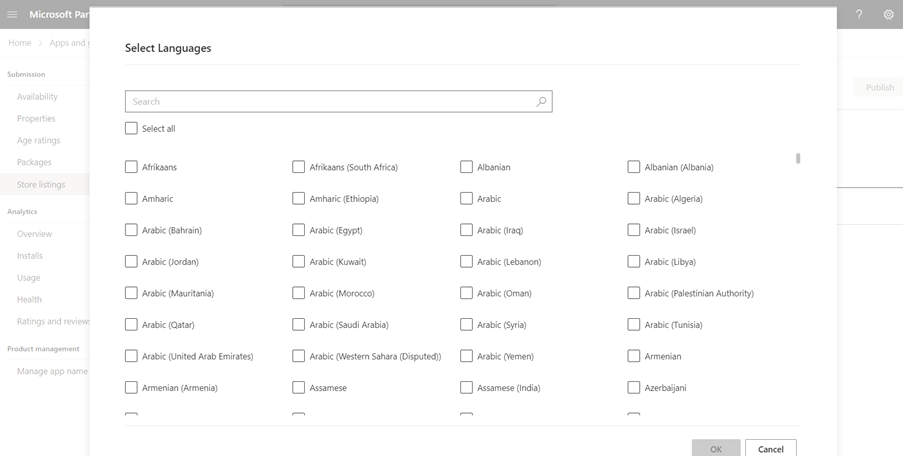 Microsoft Par
?
Home > Apps and g
Select Languages
Submission
Availability
Properties
Age ratings
Packages
Store listings
Analytics
Overview
Installs
Usage
Health
Ratings and reviews
Product management
Manage app name
Publish
Search
Select all
Afrikaans Afrikaans (South Africa) Albanian Albanian (Albania)
Amharic Amharic (Ethiopia) Arabic Arabic (Algeria)
Arabic (Bahrain) Arabic (Egypt) Arabic (Iraq) Arabic (Israel)
Arabic (Jordan) Arabic (Kuwait) Arabic (Lebanon) Arabic (Libya)
Arabic (Mauritania) Arabic (Morocco) Arabic (Oman) Arabic (Palestinian Authority)
Arabic (Qatar) Arabic (Saudi Arabia) Arabic (Syria) Arabic (Tunisia)
Arabic (United Arab Emirates) Arabic (Western Sahara (Disputed)) Arabic (Yemen) Armenian
Armenian (Armenia) Assamese Assamese (India) Azerbaijani
OK Cancel